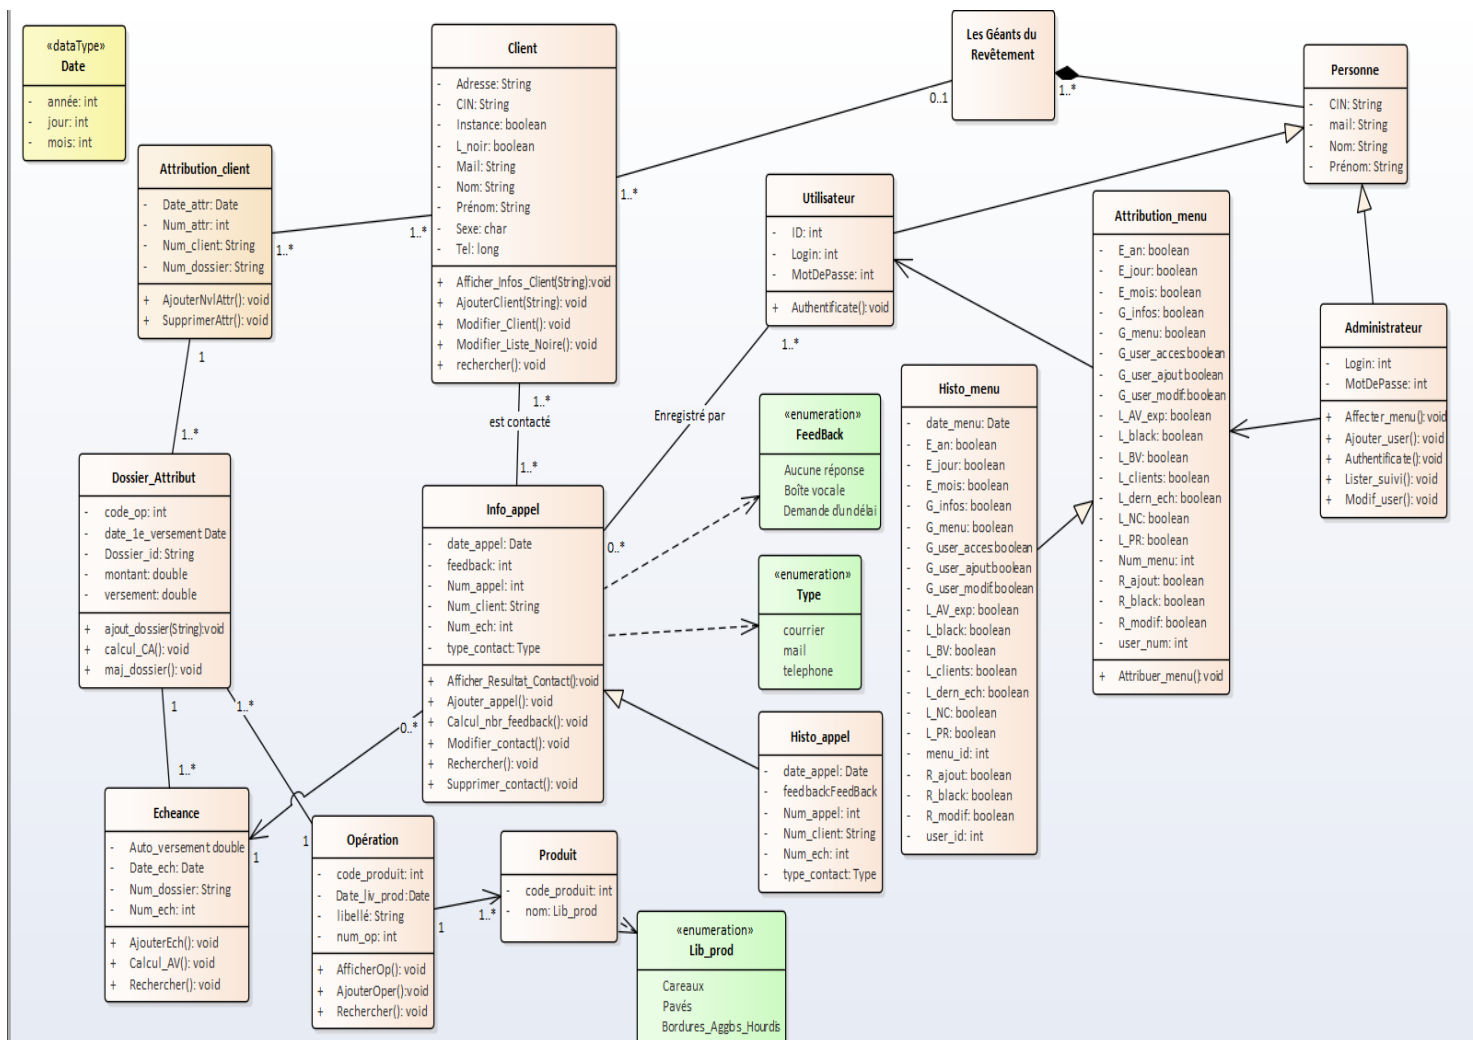 «dataType»
Date
- année: int
- jour: int
- mois: int
Attribution_client
- Date_attr: Date
- Num_attr: int
- Num_client: String
- Num_dossier: String
+ AjouterNvlAttr(): void
+ SupprimerAttr(): void
Client
- Adresse: String
- CIN: String
- Instance: boolean
- L_noir: boolean
- Mail: String
- Nom: String
- Prénom: String
- Sexe: char
- Tel: long
+ Afficher_Infos_Client(String):void
+ AjouterClient(String): void
+ Modifier_Client(): void
+ Modifier_Liste_Noire(): void
+ rechercher(): void
Les Géants du
Revêtement
0..1
1..*
1..*
1..*
1..*
Personne
- CIN: String
- mail: String
- Nom: String
- Prénom: String
Utilisateur
- ID: int
- Login: int
- MotDePasse: int
+ Authentificate(): void
1..*
Attribution_menu
- E_an: boolean
- E_jour: boolean
- E_mois: boolean
- G_infos: boolean
- G_menu: boolean
- G_user_acces:boolean
- G_user_ajout:boolean
- G_user_modif:boolean
- L_AV_exp: boolean
- L_black: boolean
- L_BV: boolean
- L_clients: boolean
- L_dern_ech: boolean
- L_NC: boolean
- L_PR: boolean
- Num_menu: int
- R_ajout: boolean
- R_black: boolean
- R_modif: boolean
- user_num: int
+ Attribuer_menu(): void
Administrateur
- Login: int
- MotDePasse: int
+ Affecter_menu(): void
+ Ajouter_user(): void
+ Authentificate(): void
+ Lister_suivi(): void
+ Modif_user(): void
Histo_menu
- date_menu: Date
- E_an: boolean
- E_jour: boolean
- E_mois: boolean
- G_infos: boolean
- G_menu: boolean
- G_user_acces:boolean
- G_user_ajout:boolean
- G_user_modif:boolean
- L_AV_exp: boolean
- L_black: boolean
- L_BV: boolean
- L_clients: boolean
- L_dern_ech: boolean
- L_NC: boolean
- L_PR: boolean
- menu_id: int
- R_ajout: boolean
- R_black: boolean
- R_modif: boolean
- user_id: int
1
1..*
1..*
est contacté
1..*
Enregistré par
0..*
«enumeration»
FeedBack
Aucune réponse
Boîte vocale
Demande d'un délai
Dossier_Attribut
- code_op: int
- date_1e_versement: Date
- Dossier_id: String
- montant: double
- versement: double
+ ajout_dossier(String):void
+ calcul_CA(): void
+ maj_dossier(): void
Info_appel
- date_appel: Date
- feedback: int
- Num_appel: int
- Num_client: String
- Num_ech: int
- type_contact: Type
+ Afficher_Resultat_Contact():void
+ Ajouter_appel(): void
+ Calcul_nbr_feedback(): void
+ Modifier_contact(): void
+ Rechercher(): void
+ Supprimer_contact(): void
«enumeration»
Type
courrier
mail
telephone
Histo_appel
- date_appel: Date
- feedback:FeedBack
- Num_appel: int
- Num_client: String
- Num_ech: int
- type_contact: Type
1
1..*
0..*
1..*
1
1
Echeance
- Auto_versement: double
- Date_ech: Date
- Num_dossier: String
- Num_ech: int
+ AjouterEch(): void
+ Calcul_AV(): void
+ Rechercher(): void
Opération
- code_produit: int
- Date_liv_prod:Date
- libellé: String
- num_op: int
+ AfficherOp(): void
+ AjouterOper():void
+ Rechercher(): void
1
1..*
Produit
- code_produit: int
- nom: Lib_prod
«enumeration»
Lib_prod
Careaux
Pavés
Bordures_Aggbs_Hourdis